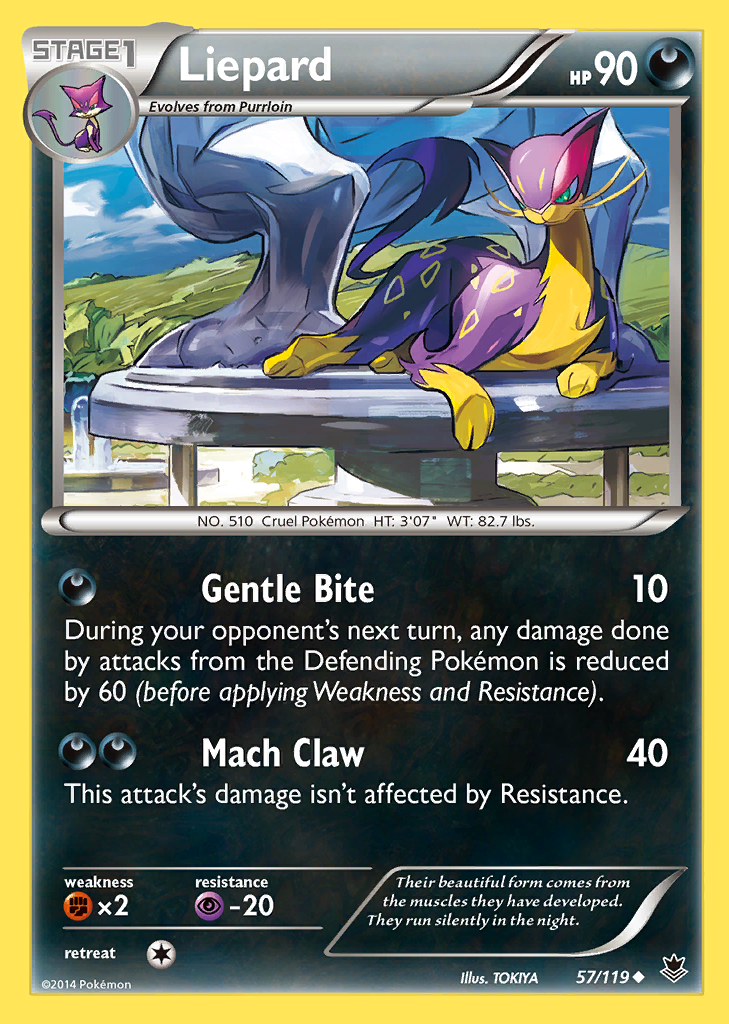 STAGE1
Liepard
HP 90
Evolves from Purrloin
NO. 510 Cruel Pokémon HT: 3'07" WT: 82.7 lbs.
Gentle Bite 10
During your opponent's next turn, any damage done
by attacks from the Defending Pokémon is reduced
by 60 (before applying Weakness and Resistance).
Mach Claw 40
This attack's damage isn't affected by Resistance.
weakness resistance
×2 -20
retreat
Their beautiful form comes from
the muscles they have developed.
They run silently in the night.
©2014 Pokémon
Illus. TOKIYA 57/119